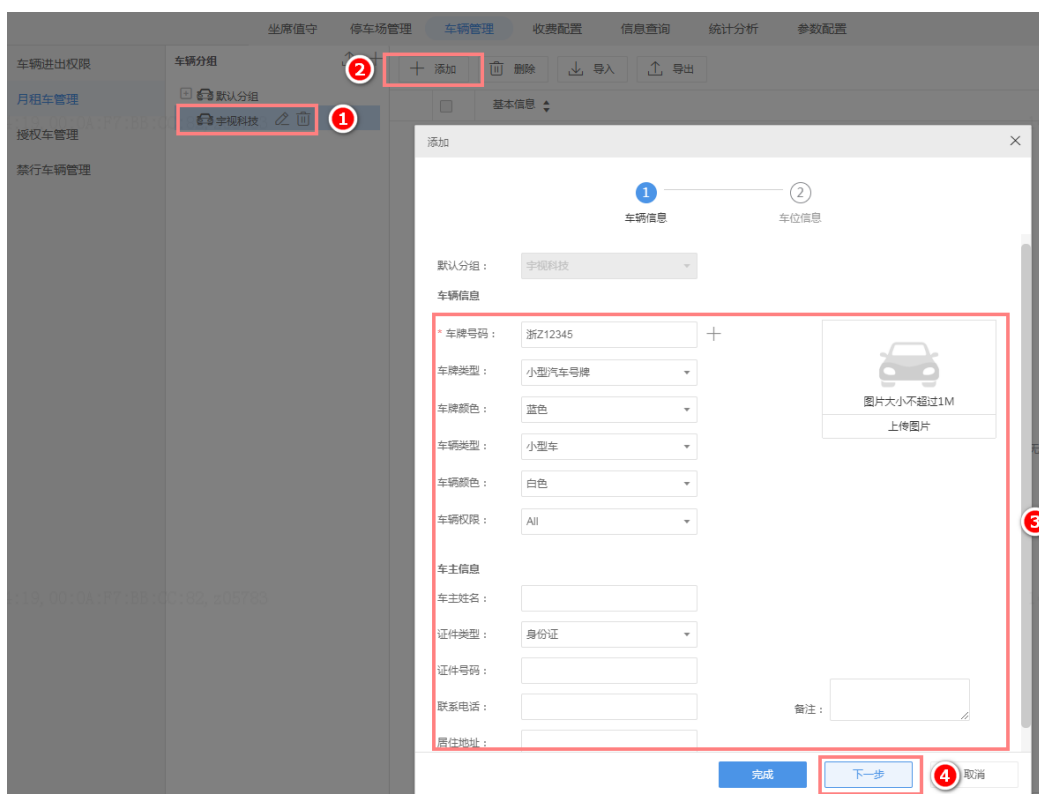 坐席值守 停车场管理 车辆管理 收费配置 信息查询 统计分析 参数配置
车辆进出权限
月租车管理
授权车管理
禁行车辆管理
车辆分组
默认分组
宇视科技
1
2
添加 删除 导入 导出
基本信息
添加
1 2
车辆信息 车位信息
默认分组： 宇视科技
车辆信息
* 车牌号码： 浙Z12345
车牌类型： 小型汽车号牌
车牌颜色： 蓝色
车辆类型： 小型车
车辆颜色： 白色
车辆权限： All
图片大小不超过1M
上传图片
3
车主信息
车主姓名：
证件类型： 身份证
证件号码：
联系电话：
备注：
居住地址：
完成 下一步 4 取消